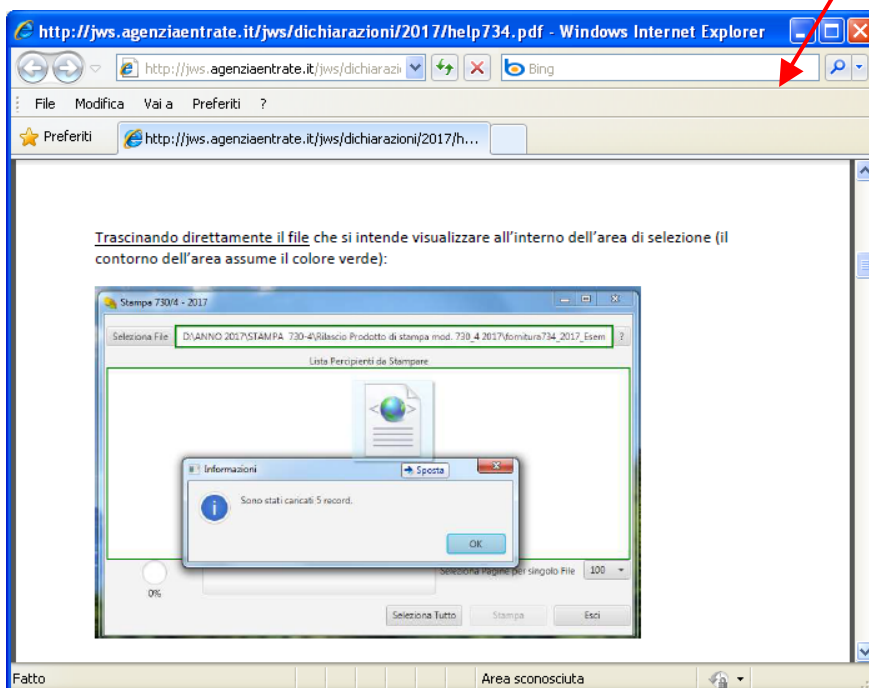 http://jws.agenziaentrate.it/jws/dichiarazioni/2017/help734.pdf - Windows Internet Explorer
http://jws.agenziaentrate.it/jws/dichiarazi
Bing
File Modifica Vai a Preferiti ?
Preferiti
http://jws.agenziaentrate.it/jws/dichiarazioni/2017/h...
Trascinando direttamente il file che si intende visualizzare all'interno dell'area di selezione (il
contorno dell'area assume il colore verde):
Stampa 730/4 - 2017
Seleziona File D:\ANNO 2017\STAMPA 730-4\Rilascio Prodotto di stampa mod. 730_4 2017\fornitura734_2017_Esem ?
Lista Percipienti da Stampare
Informazioni
Sposta
Sono stati caricati 5 record.
OK
Seleziona Pagine per singolo File 100
0%
Seleziona Tutto Stampa Esci
Fatto Area sconosciuta